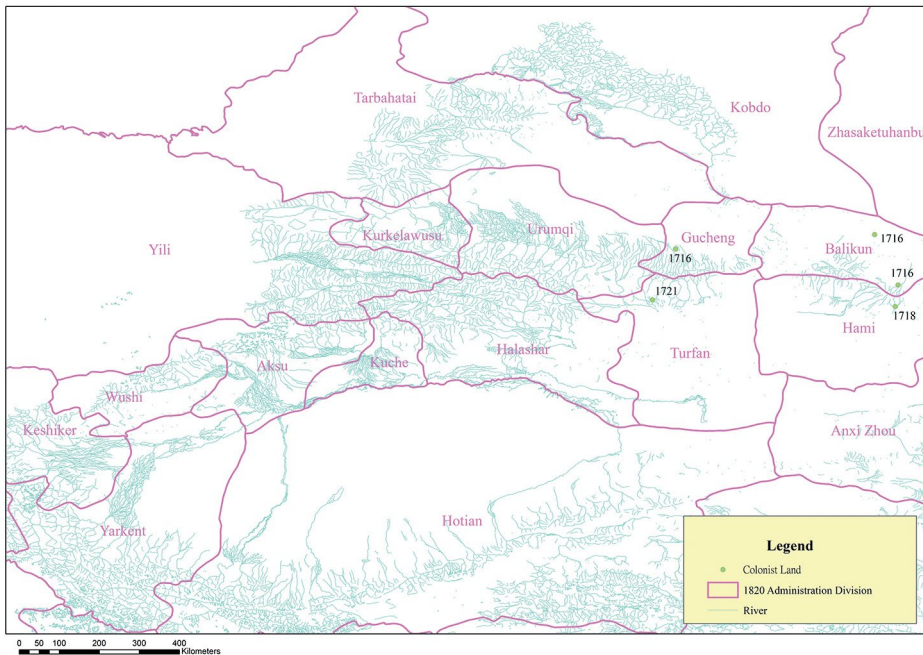 Tarbahatai
Kobdo
Zhasaketuhanbu
Yili
Kurkelawusu
Urumqi
Gucheng
1716
Balikun
1716
1716
1721
1718
Hami
Turfan
Halashar
Kuche
Aksu
Wushi
Keshiker
Anxi Zhou
Yarkent
Hotian
Legend
Colonist Land
1820 Administration Division
River
0 50 100 200 300 400
Kilometers